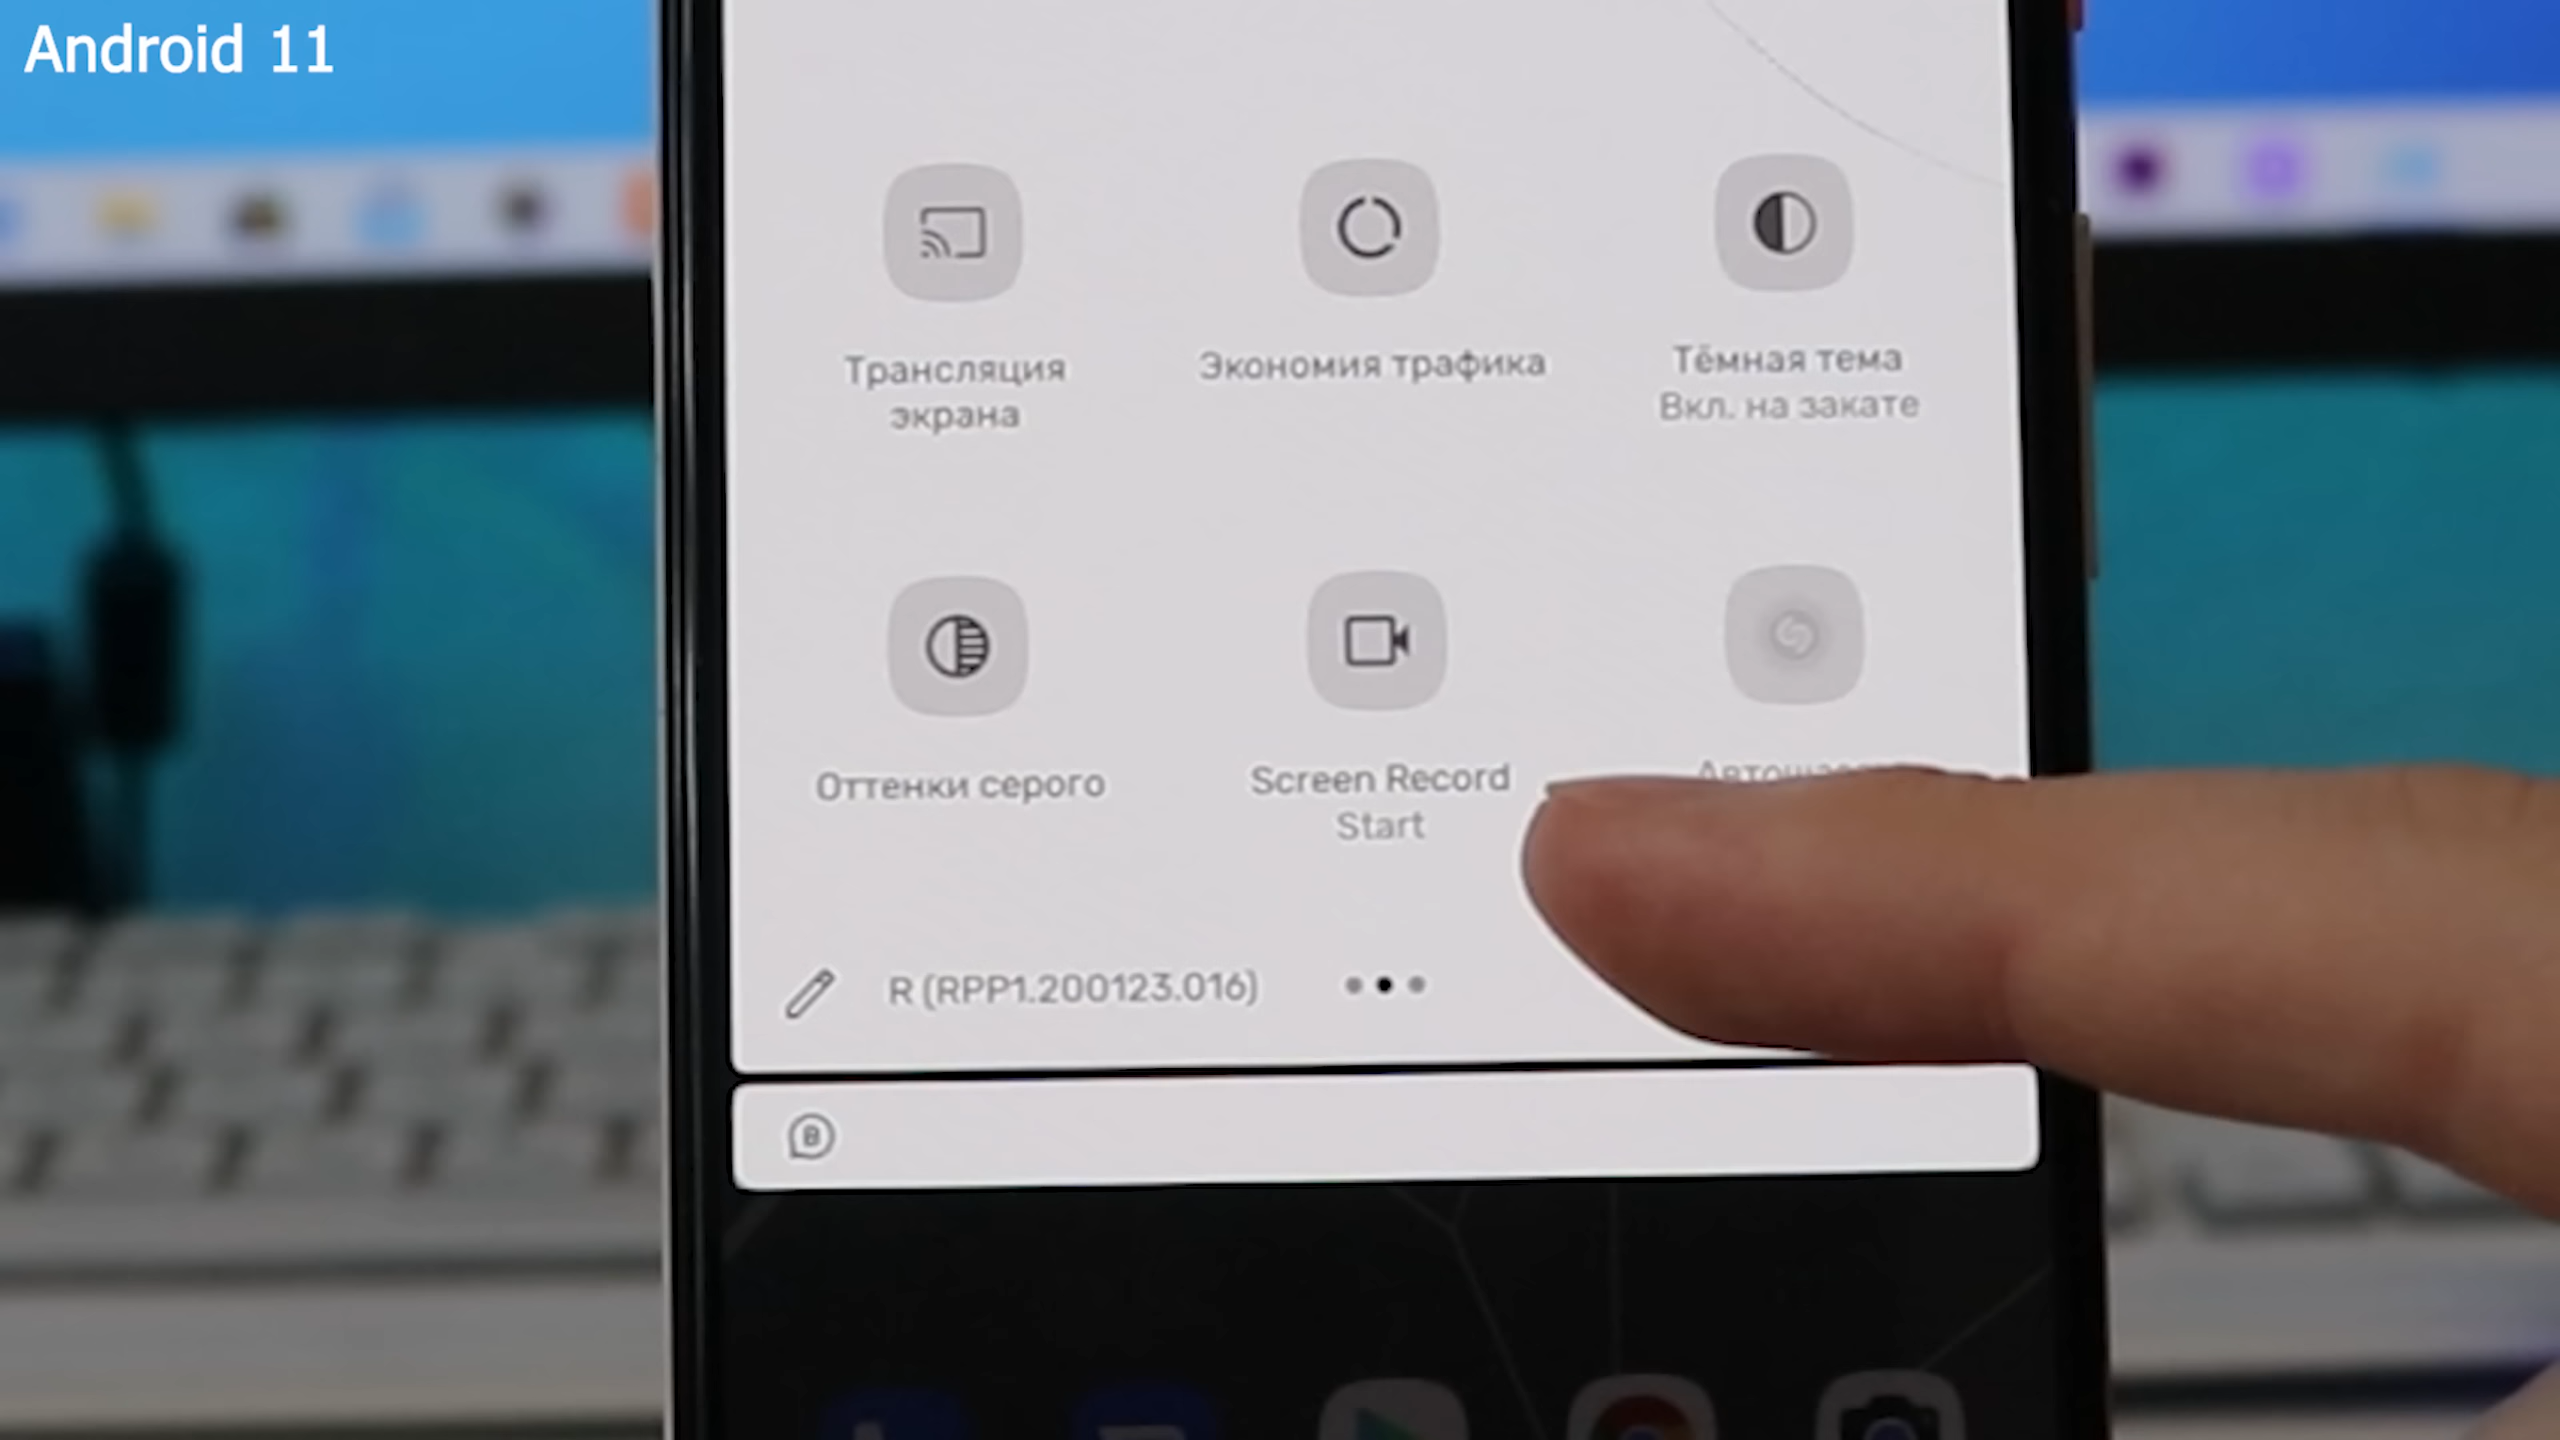 Android 11
Трансляция
экрана
Экономия трафика
Тёмная тема
Вкл. на закате
Оттенки серого
Screen Record
Start
R (RPP1.200123.016)